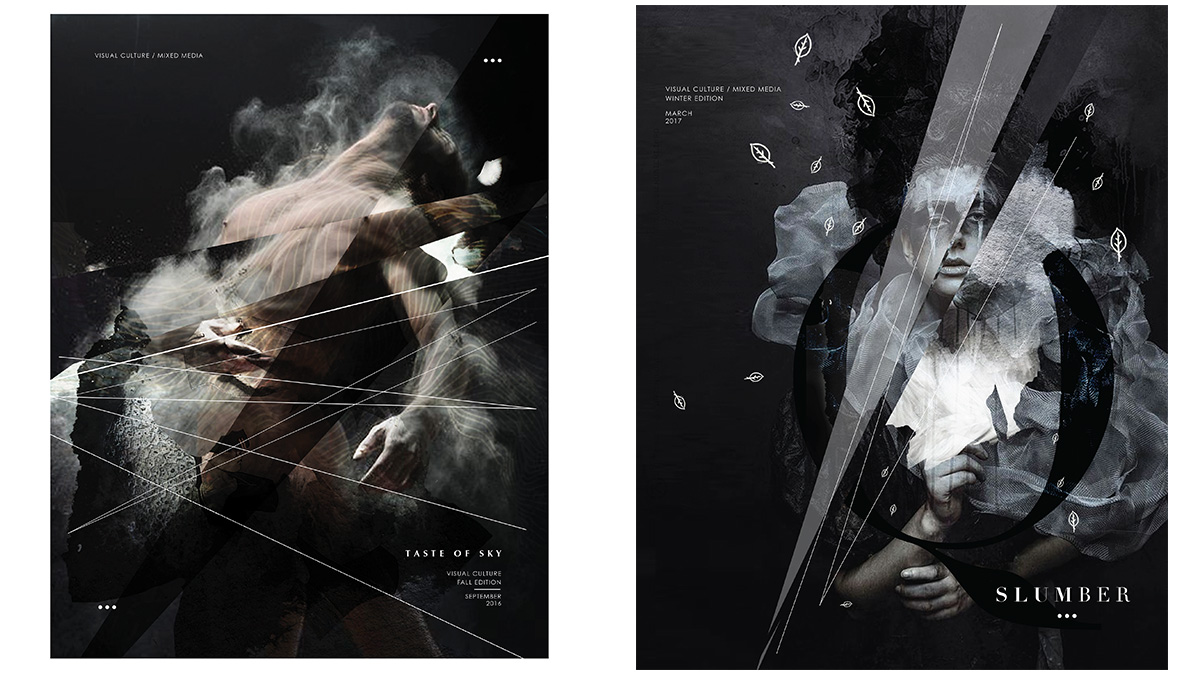 VISUAL CULTURE / MIXED MEDIA
TASTE OF SKY
VISUAL CULTURE
FALL EDITION
SEPTEMBER
2016
VISUAL CULTURE / MIXED MEDIA
WINTER EDITION
MARCH
2017
Q
SLUMBER